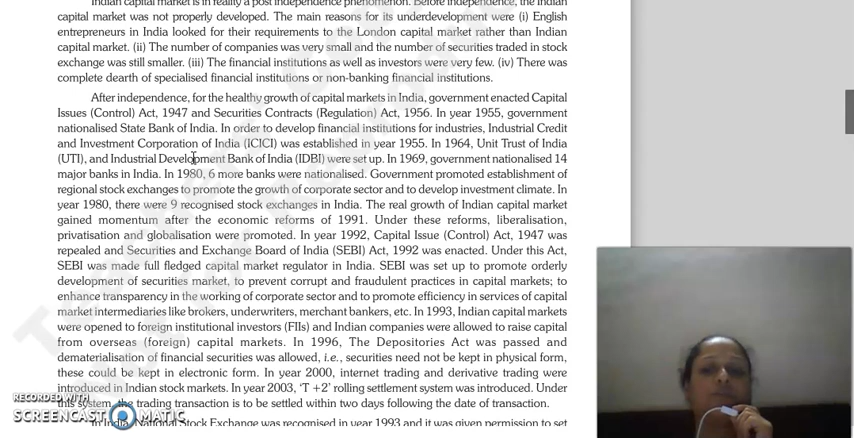 Indian capital market is in reality a post independence phenomenon. Before independence, the Indian
capital market was not properly developed. The main reasons for its underdevelopment were (i) English
entrepreneurs in India looked for their requirements to the London capital market rather than Indian
capital market. (ii) The number of companies was very small and the number of securities traded in stock
exchange was still smaller. (iii) The financial institutions as well as investors were very few. (iv) There was
complete dearth of specialised financial institutions or non-banking financial institutions.
After independence, for the healthy growth of capital markets in India, government enacted Capital
Issues (Control) Act, 1947 and Securities Contracts (Regulation) Act, 1956. In year 1955, government
nationalised State Bank of India. In order to develop financial institutions for industries, Industrial Credit
and Investment Corporation of India (ICICI) was established in year 1955. In 1964, Unit Trust of India
(UTI), and Industrial Development Bank of India (IDBI) were set up. In 1969, government nationalised 14
major banks in India. In 1980, 6 more banks were nationalised. Government promoted establishment of
regional stock exchanges to promote the growth of corporate sector and to develop investment climate. In
year 1980, there were 9 recognised stock exchanges in India. The real growth of Indian capital market
gained momentum after the economic reforms of 1991. Under these reforms, liberalisation,
privatisation and globalisation were promoted. In year 1992, Capital Issue (Control) Act, 1947 was
repealed and Securities and Exchange Board of India (SEBI) Act, 1992 was enacted. Under this Act,
SEBI was made full fledged capital market regulator in India. SEBI was set up to promote orderly
development of securities market, to prevent corrupt and fraudulent practices in capital markets; to
enhance transparency in the working of corporate sector and to promote efficiency in services of capital
market intermediaries like brokers, underwriters, merchant bankers, etc. In 1993, Indian capital markets
were opened to foreign institutional investors (FIIs) and Indian companies were allowed to raise capital
from overseas (foreign) capital markets. In 1996, The Depositories Act was passed and
dematerialisation of financial securities was allowed, i.e., securities need not be kept in physical form,
these could be kept in electronic form. In year 2000, internet trading and derivative trading were
introduced in Indian stock markets. In year 2003, ‘T +2’ rolling settlement system was introduced. Under
this system, the trading transaction is to be settled within two days following the date of transaction.
In India, National Stock Exchange was recognised in year 1993 and it was given permission to set
RECORDED WITH
SCREENCAST MATIC